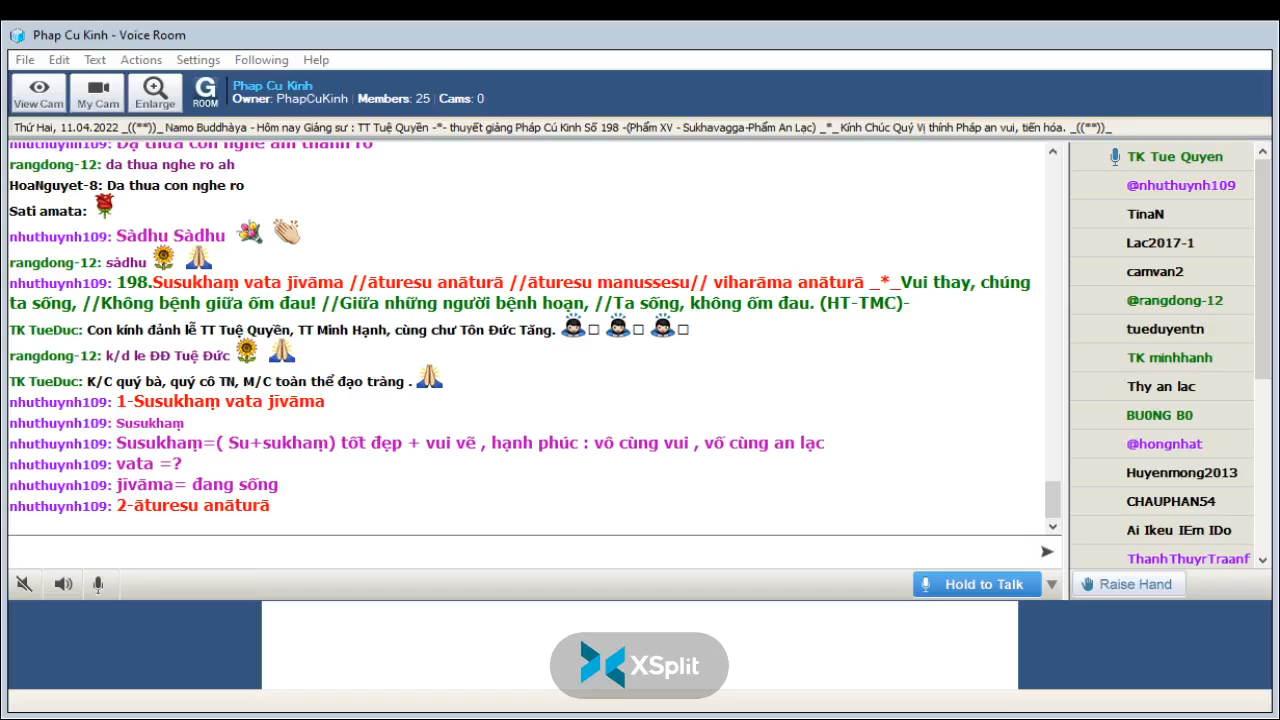 Phap Cu Kinh - Voice Room
File Edit Text Actions Settings Following Help
View Cam My Cam Enlarge G ROOM
Phap Cu Kinh
Owner: PhapCuKinh Members: 25 Cams: 0
Thứ Hai, 11.04.2022 _((**))_ Namo Buddhàya - Hôm nay Giảng sư : TT Tuệ Quyền -*- thuyết giảng Pháp Cú Kinh Số 198 -(Phẩm XV - Sukhavagga-Phẩm An Lạc) _*_ Kính Chúc Quý Vị thính Pháp an vui, tiến hóa. _((**))_
nhuthuynh109: Dạ thưa con nghe âm thanh rõ
rangdong-12: da thua nghe ro ah
HoaNguyet-8: Da thua con nghe ro
Sati amata:
nhuthuynh109: Sàdhu Sàdhu
rangdong-12: sàdhu
nhuthuynh109: 198.Susukhaṃ vata jīvāma //āturesu anāturā //āturesu manussesu// viharāma anāturā _*_Vui thay, chúng
ta sống, //Không bệnh giữa ốm đau! //Giữa những người bệnh hoạn, //Ta sống, không ốm đau. (HT-TMC)-
TK TueDuc: Con kính đảnh lễ TT Tuệ Quyền, TT Minh Hạnh, cùng chư Tôn Đức Tăng.
rangdong-12: k/d le ĐĐ Tuệ Đức
TK TueDuc: K/C quý bà, quý cô TN, M/C toàn thể đạo tràng .
nhuthuynh109: 1-Susukhaṃ vata jīvāma
nhuthuynh109: Susukhaṃ
nhuthuynh109: Susukhaṃ=( Su+sukhaṃ) tốt đẹp + vui vẽ , hạnh phúc : vô cùng vui , vố cùng an lạc
nhuthuynh109: vata =?
nhuthuynh109: jīvāma= đang sống
nhuthuynh109: 2-āturesu anāturā
TK Tue Quyen
@nhuthuynh109
TinaN
Lac2017-1
camvan2
@rangdong-12
tueduyentn
TK minhhanh
Thy an lac
BU0NG B0
@hongnhat
Huyenmong2013
CHAUPHAN54
Ai Ikeu IEm IDo
ThanhThuyrTraanf
Hold to Talk
Raise Hand
XSplit